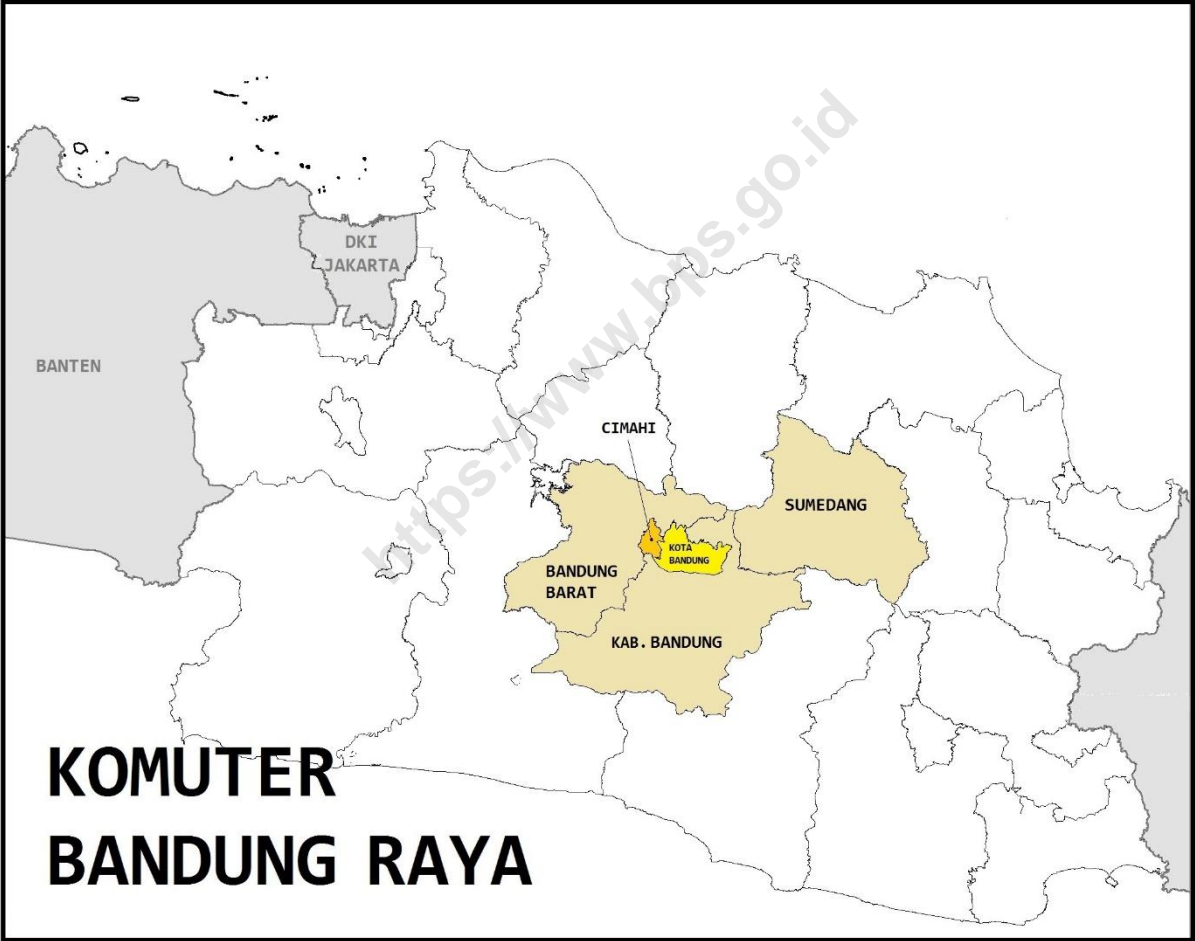 DKI
JAKARTA
BANTEN
CIMAHI
SUMEDANG
KOTA
BANDUNG
BANDUNG
BARAT
KAB. BANDUNG
KOMUTER
BANDUNG RAYA
https://www.bps.go.id